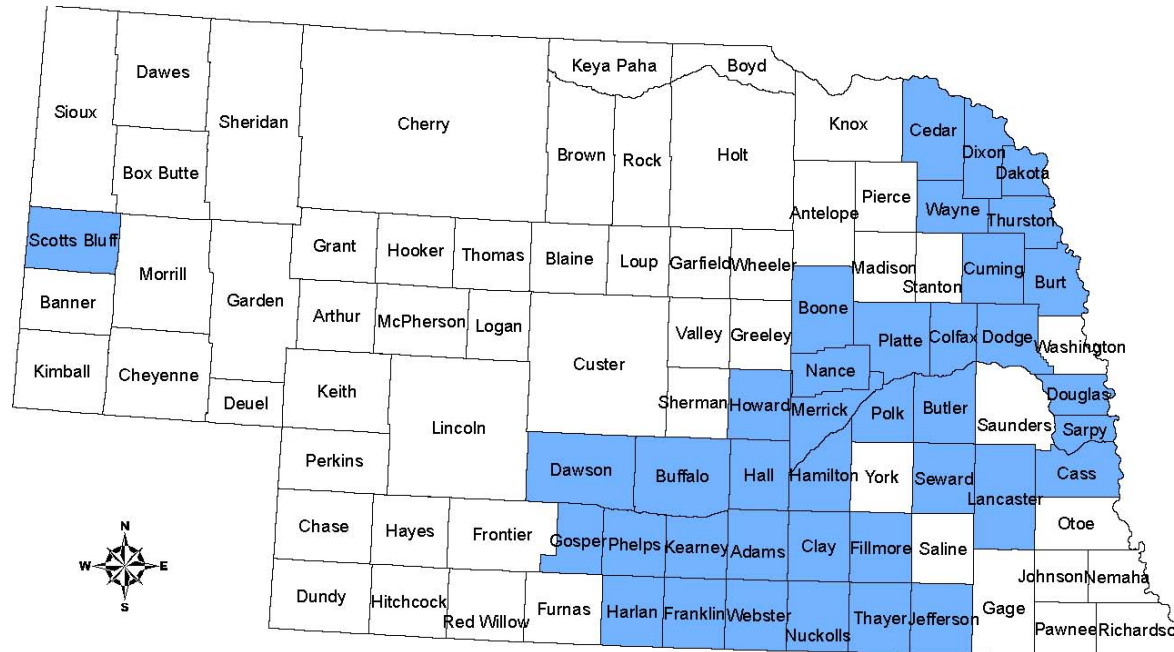 Keya Paha
Boyd
Dawes
Sioux
Sheridan
Cherry
Knox
Cedar
Brown
Rock
Holt
Dixon
Box Butte
Dakota
Pierce
Antelope
Wayne
Thurston
Scotts Bluff
Grant
Hooker
Thomas
Blaine
Loup
Garfield
Wheeler
Madison
Stanton
Cuming
Burt
Morrill
Banner
Garden
Arthur
McPherson
Logan
Boone
Valley
Greeley
Platte
Colfax
Dodge
Washington
Kimball
Cheyenne
Custer
Nance
Keith
Deuel
Sherman
Howard
Merrick
Polk
Butler
Douglas
Lincoln
Saunders
Sarpy
Perkins
Dawson
Buffalo
Hall
Hamilton
York
Seward
Lancaster
Cass
Chase
Hayes
Frontier
Gosper
Phelps
Kearney
Adams
Clay
Fillmore
Saline
Otoe
N
W
E
S
Dundy
Hitchcock
Red Willow
Furnas
Harlan
Franklin
Webster
Nuckolls
Thayer
Jefferson
Gage
Johnson
Nemaha
Pawnee
Richardson